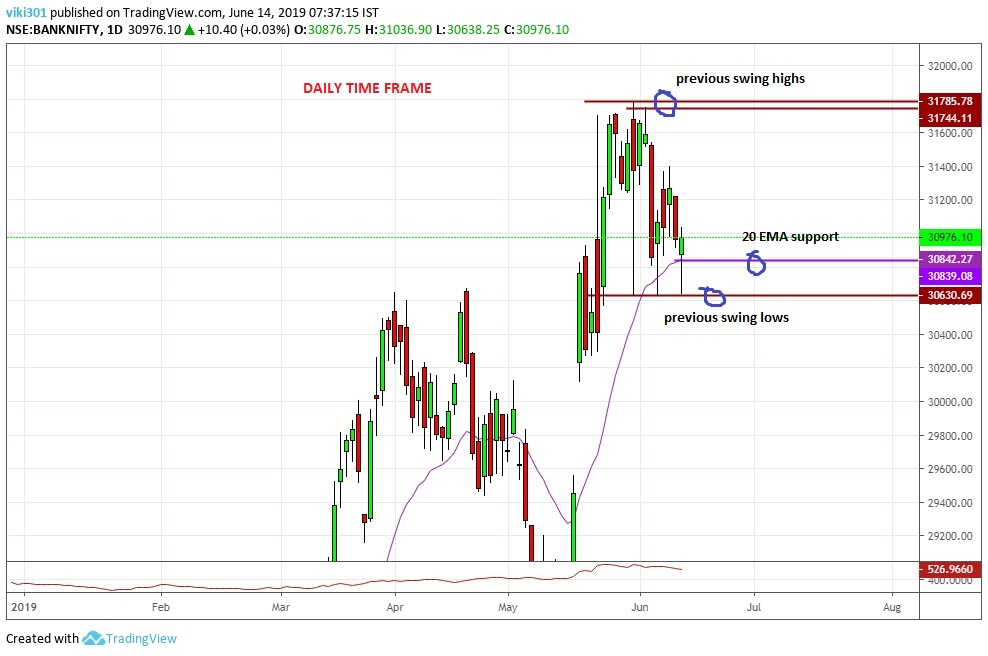 viki301 published on TradingView.com, June 14, 2019 07:37:15 IST
NSE:BANKNIFTY, 1D 30976.10 ▲ +10.40 (+0.03%) O:30876.75 H:31036.90 L:30638.25 C:30976.10
32000.00
previous swing highs
DAILY TIME FRAME
31785.78
31744.11
31600.00
31400.00
31200.00
20 EMA support
30976.10
30842.27
30839.08
30630.69
previous swing lows
30400.00
30200.00
30000.00
29800.00
29600.00
29400.00
29200.00
526.9660
400.0000
2019 Feb Mar Apr May Jun Jul Aug
Created with TradingView